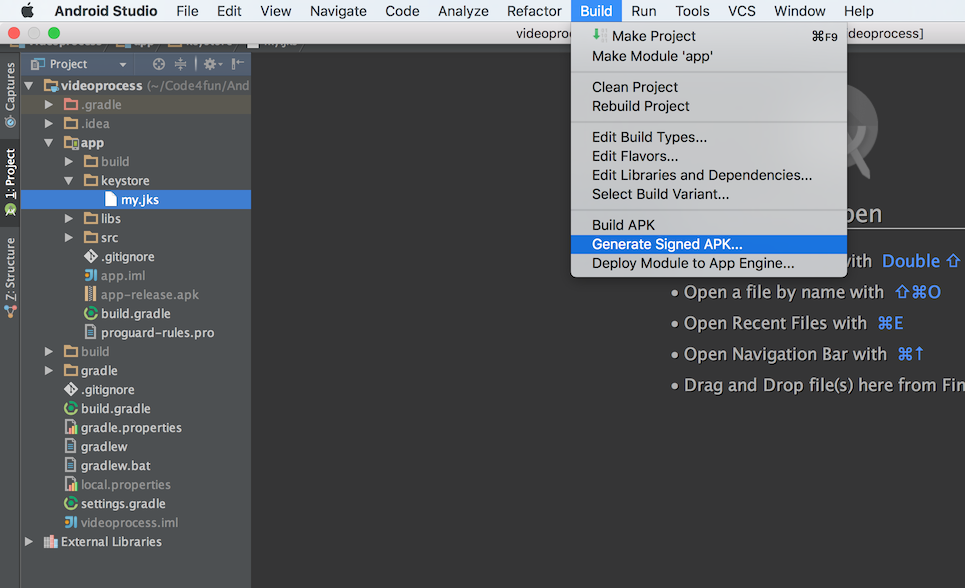 Android Studio File Edit View Navigate Code Analyze Refactor Build Run Tools VCS Window Help
videopro
deoprocess]
Make Project ⌘F9
Make Module 'app'
Clean Project
Rebuild Project
Edit Build Types...
Edit Flavors...
Edit Libraries and Dependencies...
Select Build Variant...
Build APK
Generate Signed APK...
Deploy Module to App Engine...
Captures
1: Project
Z: Structure
Project
videoprocess (~/Code4fun/And
.gradle
.idea
app
build
keystore
my.jks
libs
src
.gitignore
app.iml
app-release.apk
build.gradle
proguard-rules.pro
build
gradle
.gitignore
build.gradle
gradle.properties
gradlew
gradlew.bat
local.properties
settings.gradle
videoprocess.iml
External Libraries
pen
with Double ⇧
• Open a file by name with ⇧⌘O
• Open Recent Files with ⌘E
• Open Navigation Bar with ⌘↑
• Drag and Drop file(s) here from Fin